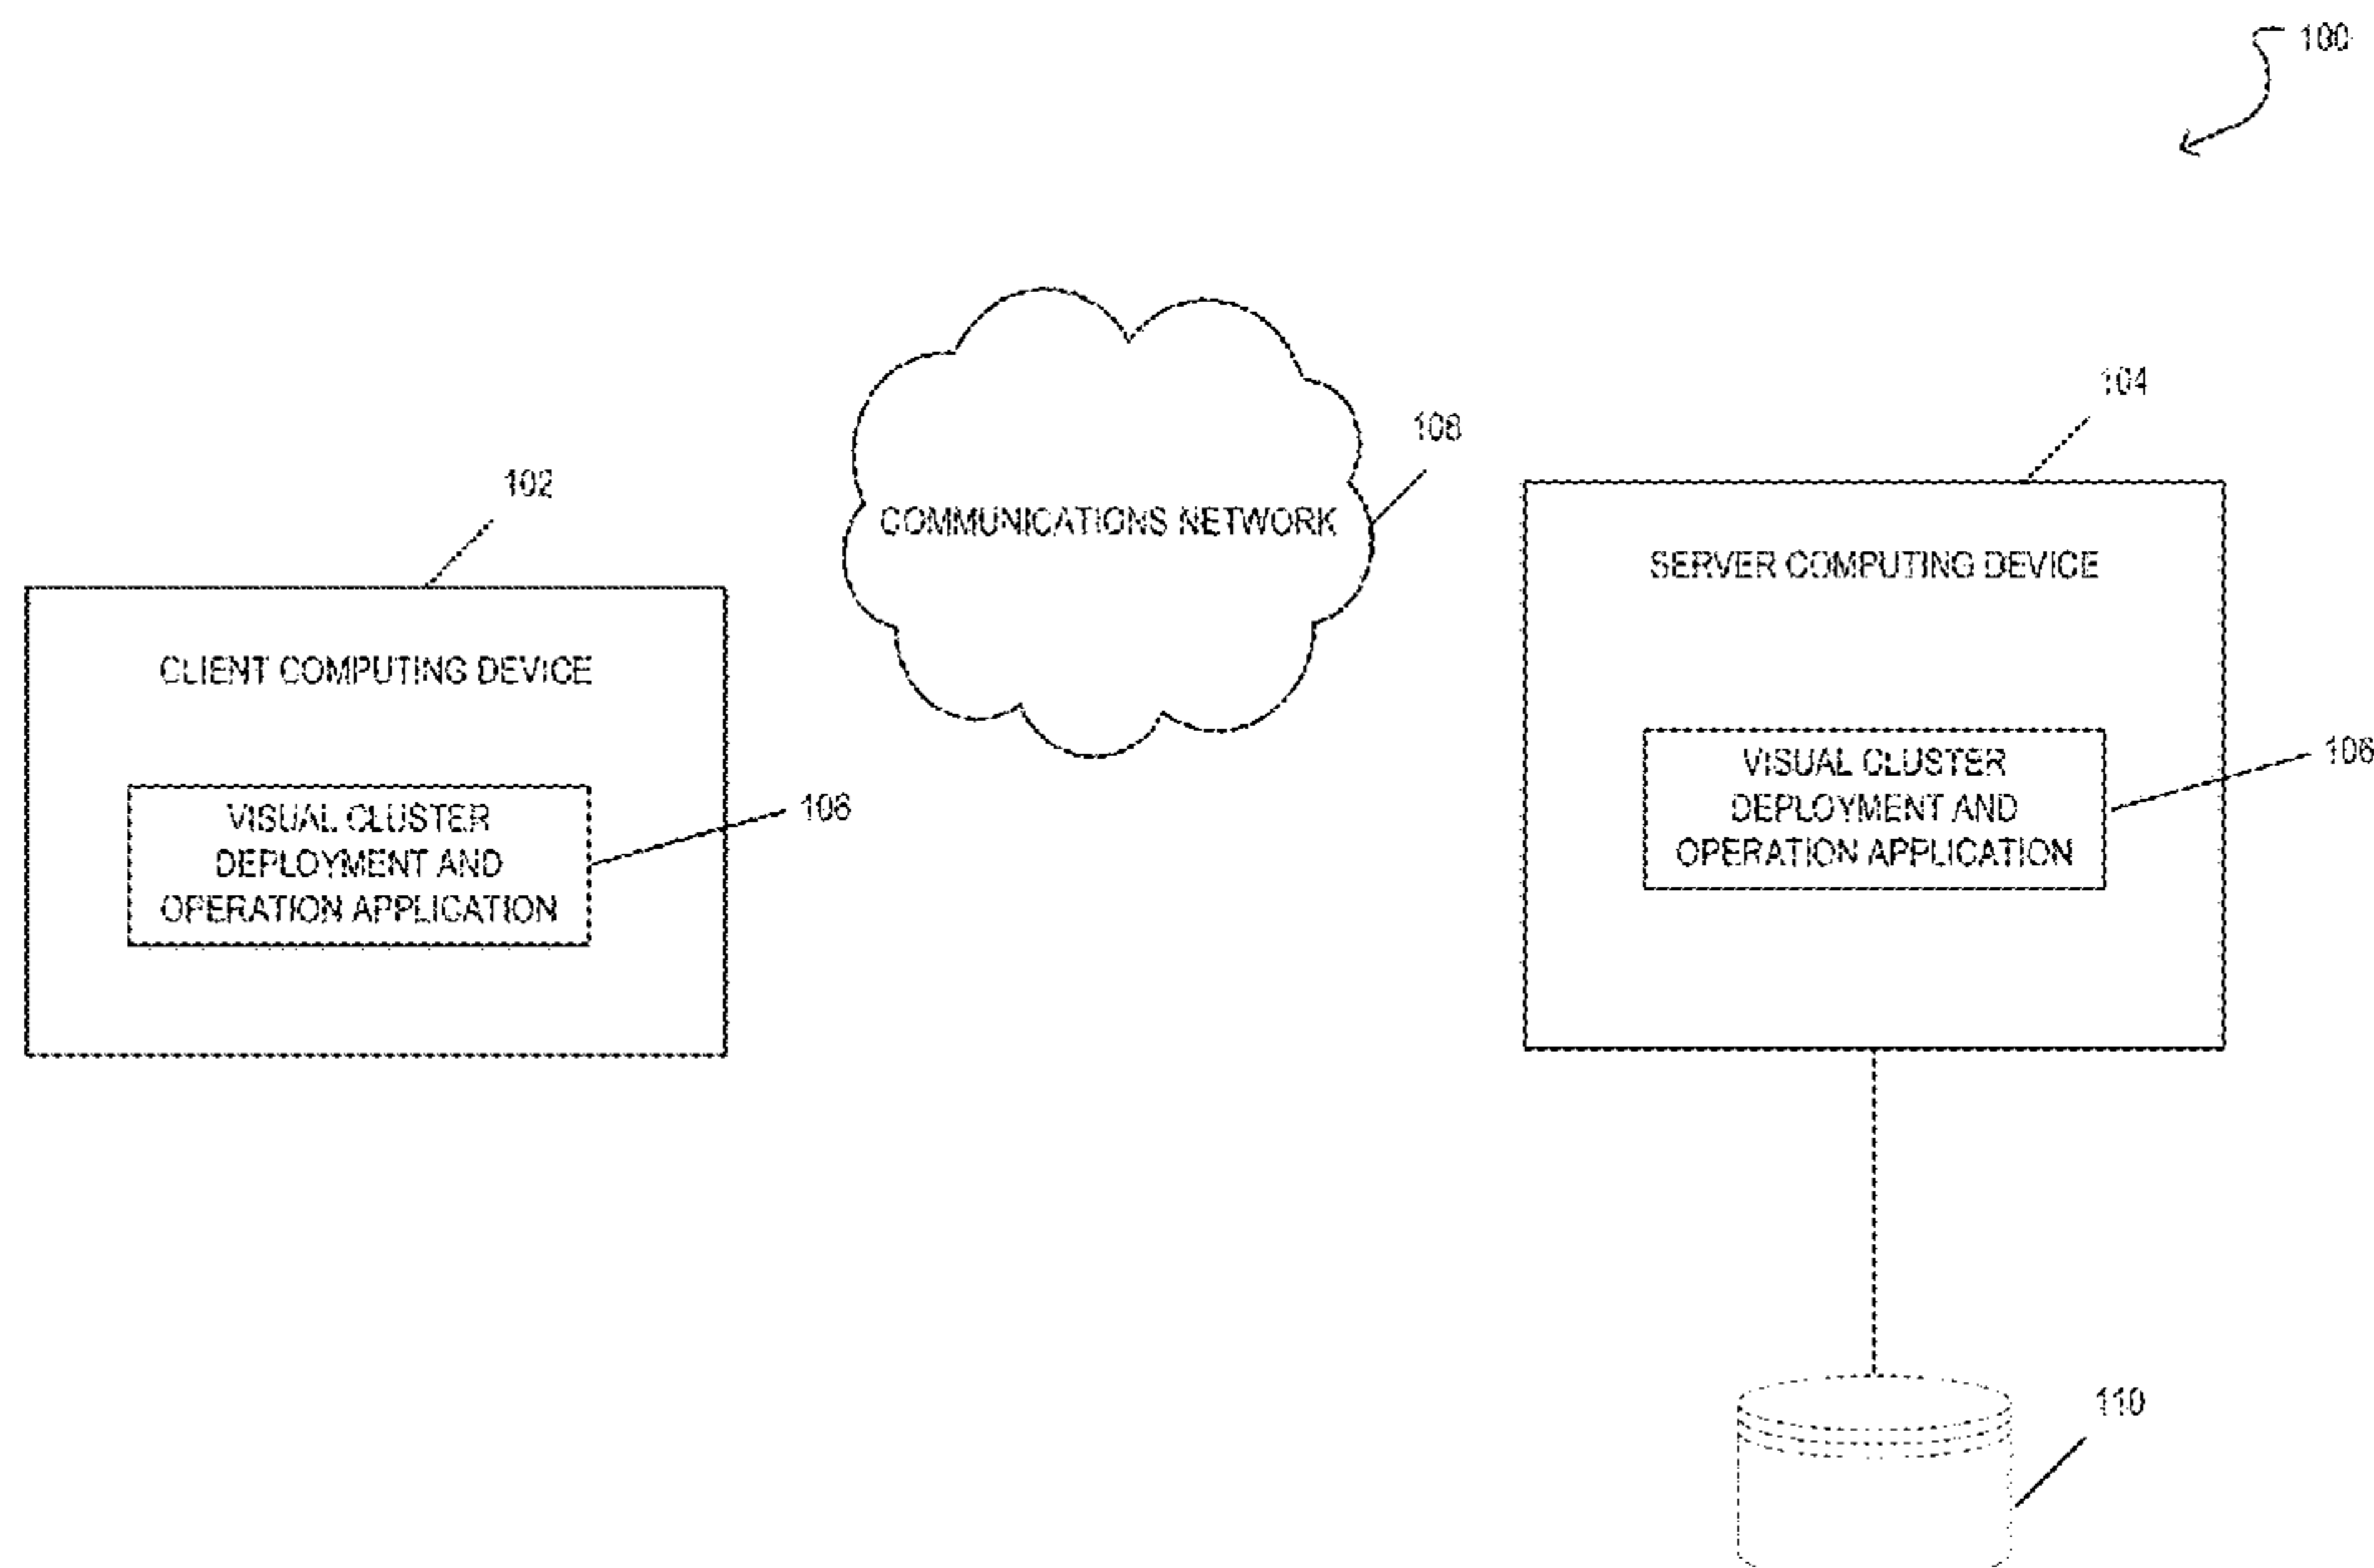 100
104
108
102
COMMUNICATIONS NETWORK
SERVER COMPUTING DEVICE
CLIENT COMPUTING DEVICE
VISUAL CLUSTER
DEPLOYMENT AND
OPERATION APPLICATION
106
VISUAL CLUSTER
DEPLOYMENT AND
OPERATION APPLICATION
106
110